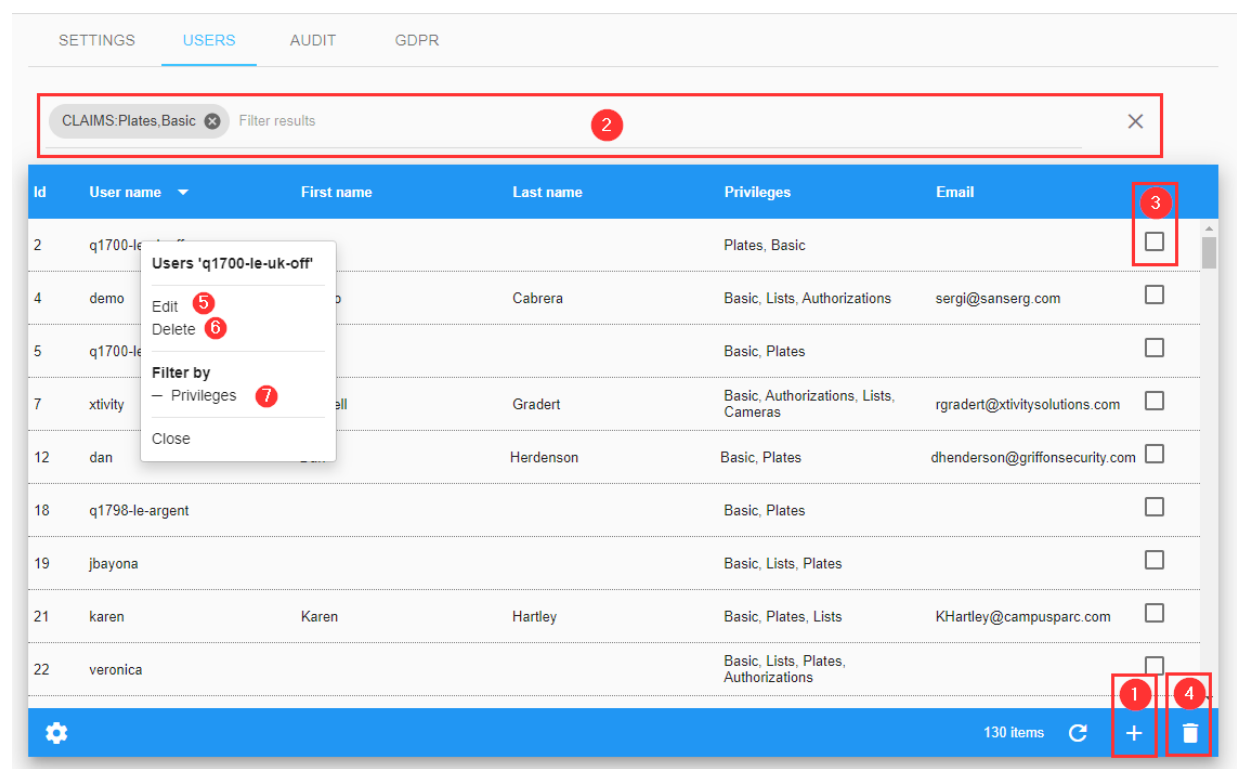 SETTINGS USERS AUDIT GDPR
CLAIMS:Plates,Basic Filter results 2
Id User name First name Last name Privileges Email
3
2 q1700-le Plates, Basic
Users 'q1700-le-uk-off'
4 demo Cabrera Basic, Lists, Authorizations sergi@sanserg.com
Edit 5
Delete 6
5 q1700-le Basic, Plates
Filter by
– Privileges 7
7 xtivity ell Gradert Basic, Authorizations, Lists,
Cameras rgradert@xtivitysolutions.com
Close
12 dan Herdenson Basic, Plates dhenderson@griffonsecurity.com
18 q1798-le-argent Basic, Plates
19 jbayona Basic, Lists, Plates
21 karen Karen Hartley Basic, Plates, Lists KHartley@campusparc.com
22 veronica Basic, Lists, Plates,
Authorizations
1 4
130 items